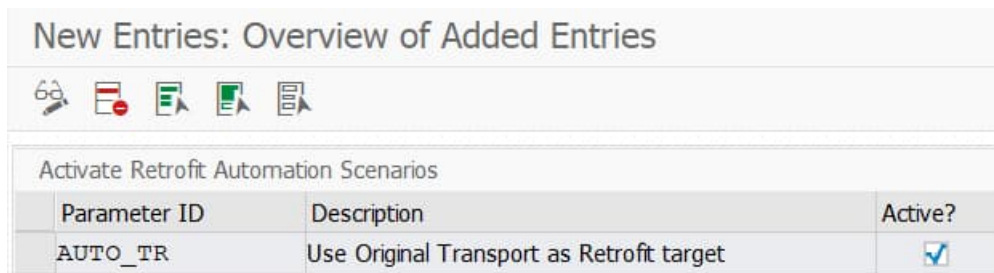 New Entries: Overview of Added Entries
Activate Retrofit Automation Scenarios
Parameter ID Description Active?
AUTO_TR Use Original Transport as Retrofit target